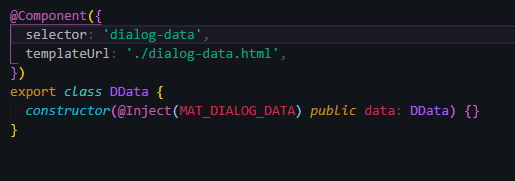 @Component({
selector: 'dialog-data',
templateUrl: './dialog-data.html',
})
export class DData {
constructor(@Inject(MAT_DIALOG_DATA) public data: DData) {}
}